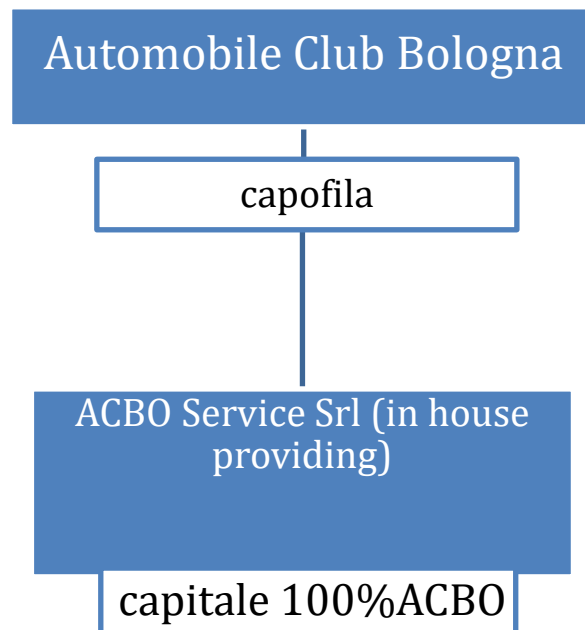 Automobile Club Bologna
capofila
ACBO Service Srl (in house
providing)
capitale 100%ACBO